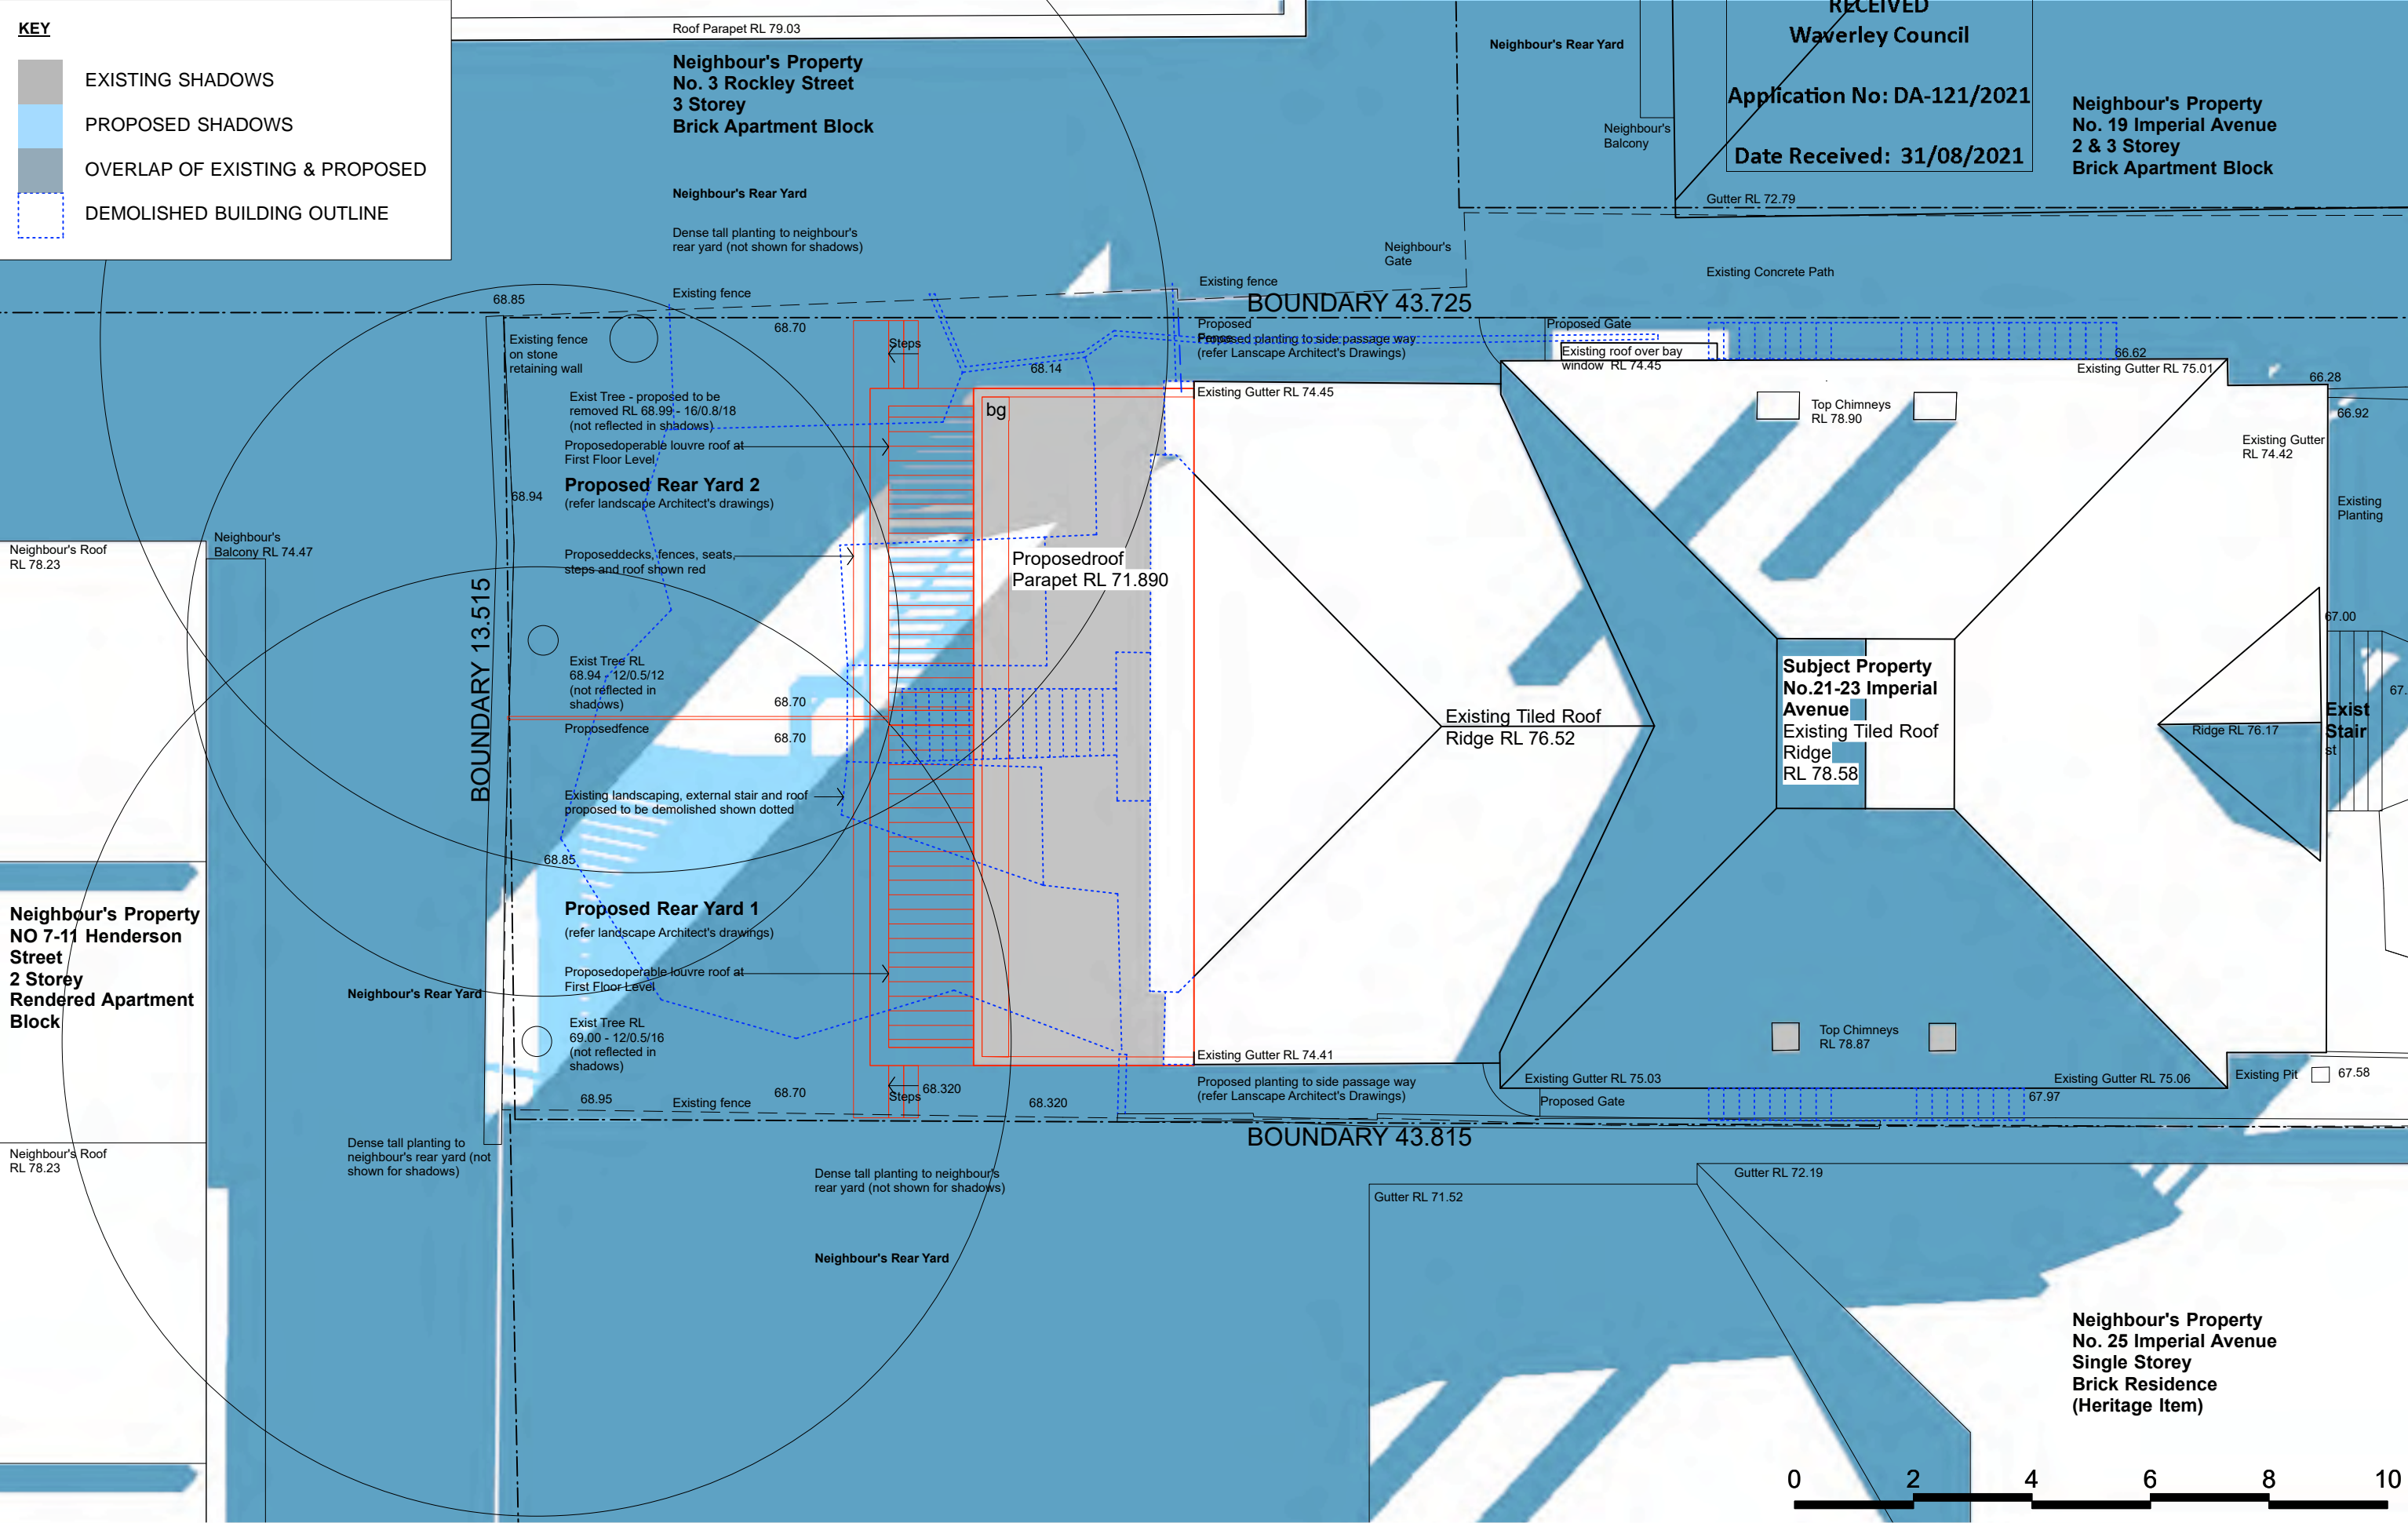 KEY
EXISTING SHADOWS
PROPOSED SHADOWS
OVERLAP OF EXISTING & PROPOSED
DEMOLISHED BUILDING OUTLINE
Roof Parapet RL 79.03
Neighbour's Property
No. 3 Rockley Street
3 Storey
Brick Apartment Block
Neighbour's Rear Yard
Dense tall planting to neighbour's
rear yard (not shown for shadows)
Neighbour's Rear Yard
Neighbour's
Balcony
RECEIVED
Waverley Council
Application No: DA-121/2021
Date Received: 31/08/2021
Neighbour's Property
No. 19 Imperial Avenue
2 & 3 Storey
Brick Apartment Block
Gutter RL 72.79
Neighbour's
Gate
Existing Concrete Path
68.85
Existing fence
Existing fence
BOUNDARY 43.725
68.70
Steps
Existing fence
on stone
retaining wall
68.14
Proposed
Fence
Proposed planting to side passage way
(refer Lanscape Architect's Drawings)
Proposed Gate
Existing roof over bay
window RL 74.45
66.62
Existing Gutter RL 75.01
66.28
66.92
Existing Gutter RL 74.45
Top Chimneys
RL 78.90
Existing Gutter
RL 74.42
Exist Tree - proposed to be
removed RL 68.99 - 16/0.8/18
(not reflected in shadows)
bg
Proposedoperable louvre roof at
First Floor Level
68.94
Proposed Rear Yard 2
(refer landscape Architect's drawings)
Existing
Planting
Neighbour's Roof
RL 78.23
Neighbour's
Balcony RL 74.47
Proposeddecks, fences, seats,
steps and roof shown red
Proposedroof
Parapet RL 71.890
BOUNDARY 13.515
67.00
Exist Tree RL
68.94 - 12/0.5/12
(not reflected in
shadows)
68.70
Proposedfence
68.70
Existing Tiled Roof
Ridge RL 76.52
Subject Property
No.21-23 Imperial
Avenue
Existing Tiled Roof
Ridge
RL 78.58
Ridge RL 76.17
67.
Exist
Stair
st
Existing landscaping, external stair and roof
proposed to be demolished shown dotted
68.85
Neighbour's Property
NO 7-11 Henderson
Street
2 Storey
Rendered Apartment
Block
Proposed Rear Yard 1
(refer landscape Architect's drawings)
Proposedoperable louvre roof at
First Floor Level
Neighbour's Rear Yard
Exist Tree RL
69.00 - 12/0.5/16
(not reflected in
shadows)
Top Chimneys
RL 78.87
Existing Gutter RL 74.41
68.95
Existing fence
68.70
Steps
68.320
68.320
Proposed planting to side passage way
(refer Lanscape Architect's Drawings)
Existing Gutter RL 75.03
Proposed Gate
Existing Gutter RL 75.06
67.97
Existing Pit
67.58
BOUNDARY 43.815
Neighbour's Roof
RL 78.23
Dense tall planting to
neighbour's rear yard (not
shown for shadows)
Dense tall planting to neighbour's
rear yard (not shown for shadows)
Gutter RL 71.52
Gutter RL 72.19
Neighbour's Rear Yard
Neighbour's Property
No. 25 Imperial Avenue
Single Storey
Brick Residence
(Heritage Item)
0 2 4 6 8 10